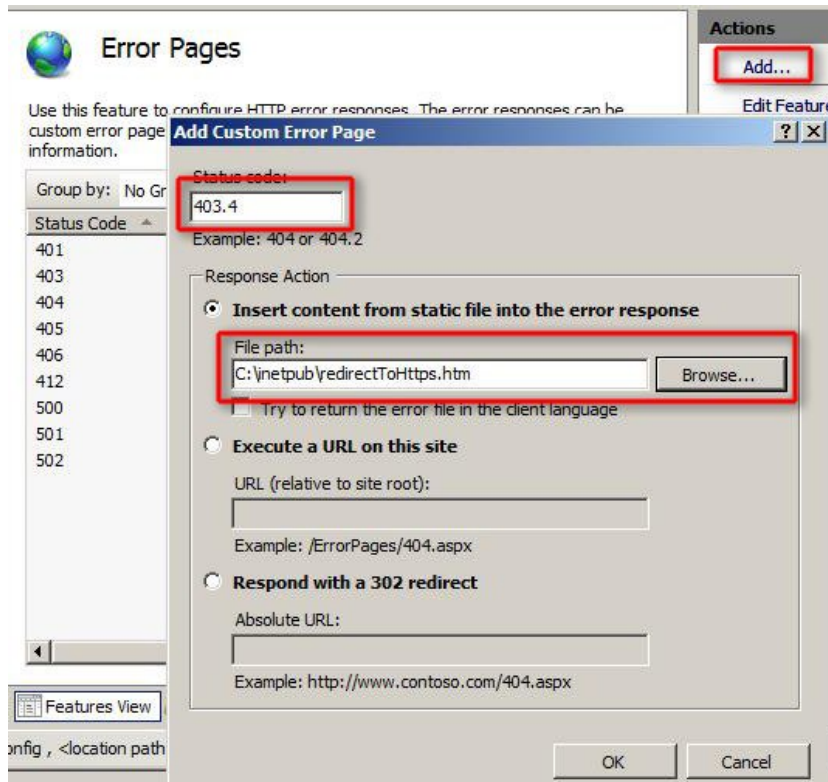 Error Pages
Use this feature to configure HTTP error responses. The error responses can be
custom error page
information.
Group by: No Gr
Status Code
401
403
404
405
406
412
500
501
502
Features View
onfig , <location path
Actions
Add...
Edit Feature
Add Custom Error Page
Status code:
403.4
Example: 404 or 404.2
Response Action
Insert content from static file into the error response
File path:
C:\inetpub\redirectToHttps.htm
Browse...
Try to return the error file in the client language
Execute a URL on this site
URL (relative to site root):
Example: /ErrorPages/404.aspx
Respond with a 302 redirect
Absolute URL:
Example: http://www.contoso.com/404.aspx
OK
Cancel